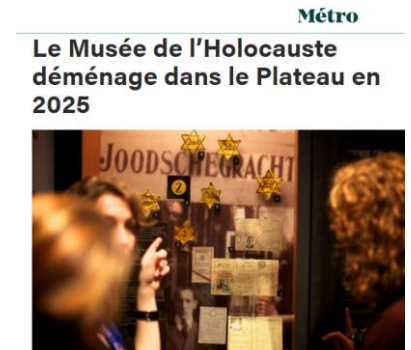 Métro
Le Musée de l’Holocauste
déménage dans le Plateau en
2025
JOODSCHEGRACHT